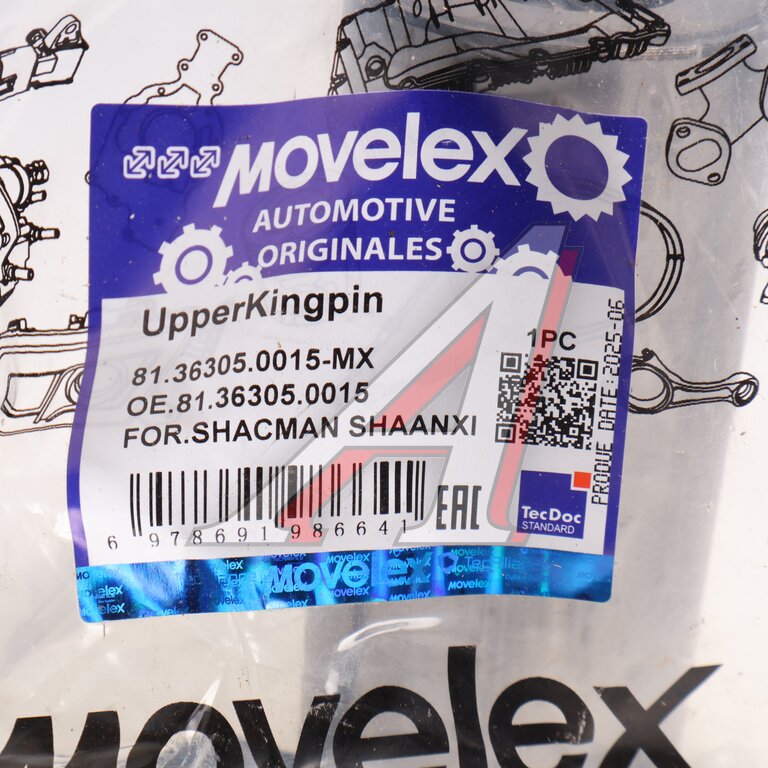 MOVELEX
AUTOMOTIVE
ORIGINALES
UpperKingpin
1PC
81.36305.0015-MX
OE.81.36305.0015
FOR.SHACMAN SHAANXI
PRODUE DATE:2025-06
6 978691 986641
EAC
TecDoc
STANDARD
MOVELEX
MOVELEX